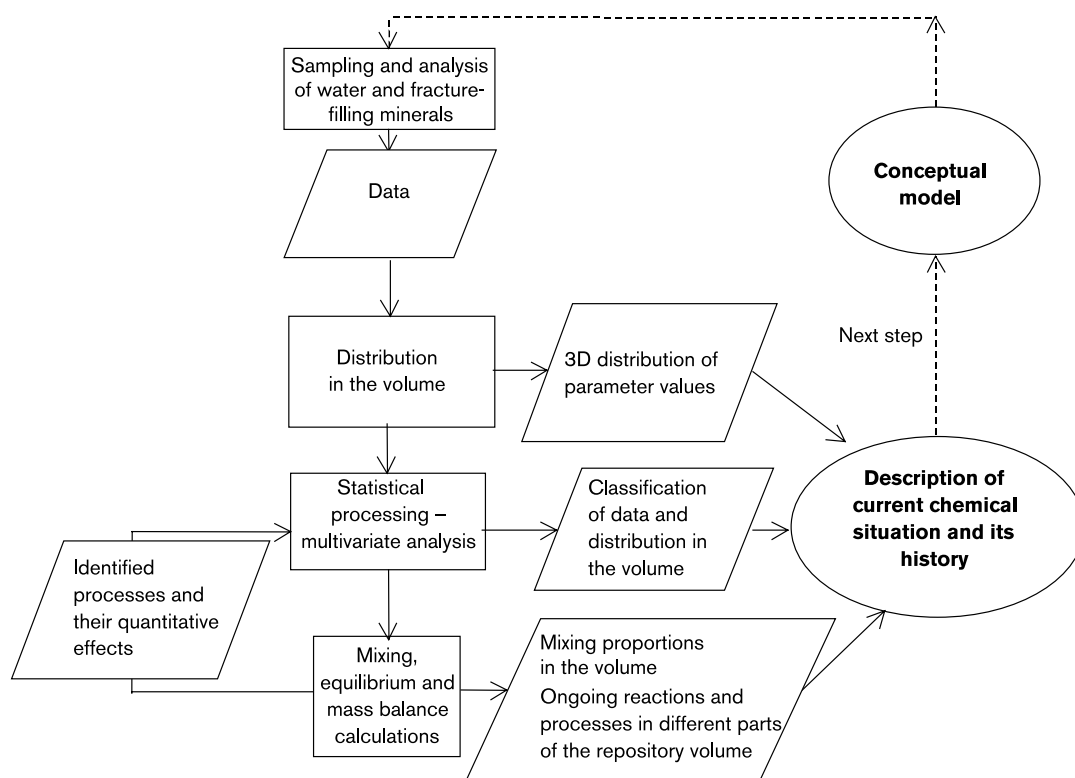 Sampling and analysis
of water and fracture-
filling minerals
Data
Conceptual
model
Next step
Distribution
in the volume
3D distribution of
parameter values
Statistical
processing –
multivariate analysis
Classification
of data and
distribution in
the volume
Description of
current chemical
situation and its
history
Identified
processes and
their quantitative
effects
Mixing,
equilibrium and
mass balance
calculations
Mixing proportions
in the volume
Ongoing reactions and
processes in different parts
of the repository volume